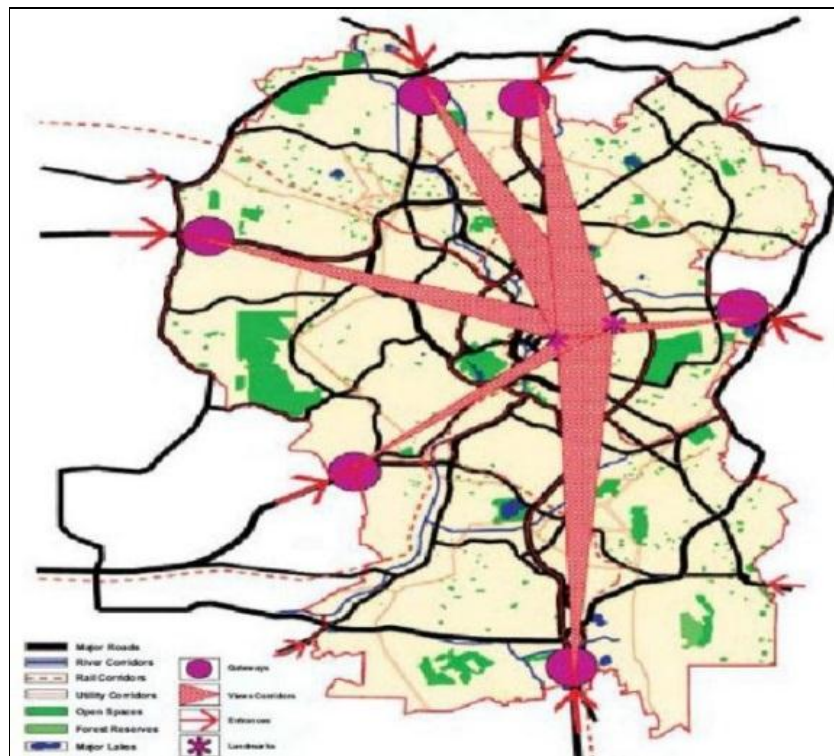 Major Roads
River Corridors
Rail Corridors
Utility Corridors
Open Spaces
Forest Reserves
Major Lakes
Gateways
Views Corridors
Entrances
Landmarks